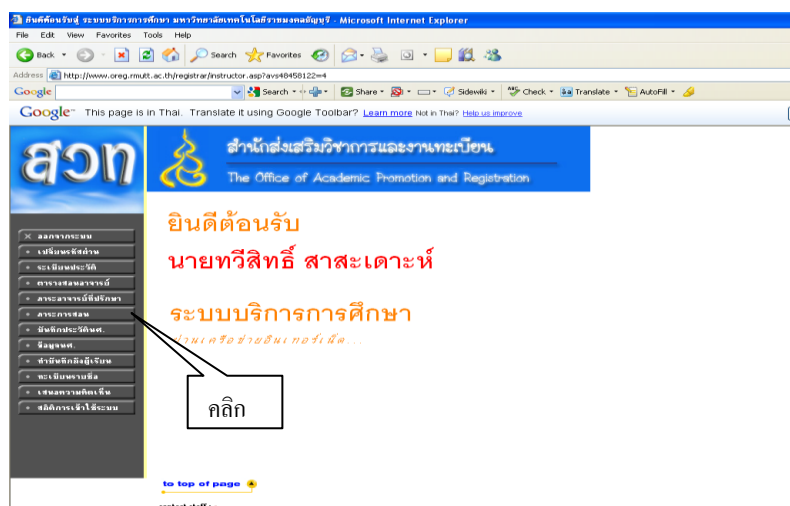 ยินดีต้อนรับสู่ ระบบบริการการศึกษา มหาวิทยาลัยเทคโนโลยีราชมงคลธัญบุรี - Microsoft Internet Explorer
File Edit View Favorites Tools Help
Back Search Favorites
Address http://www.oreg.rmutt.ac.th/registrar/instructor.asp?avs48458122=4
Google Search Share Sidewiki Check Translate AutoFill
Google This page is in Thai. Translate it using Google Toolbar? Learn more Not in Thai? Help us improve
สวท
สำนักส่งเสริมวิชาการและงานทะเบียน
The Office of Academic Promotion and Registration
ออกจากระบบ
เปลี่ยนรหัสผ่าน
ระเบียนประวัติ
ตารางสอนอาจารย์
ภาระอาจารย์ที่ปรึกษา
ภาระการสอน
บันทึกประวัตินศ.
ข้อมูลนศ.
ทำบันทึกถึงผู้เรียน
ทะเบียนรายชื่อ
เสนอความคิดเห็น
สถิติการเข้าใช้ระบบ
ยินดีต้อนรับ
นายทวีสิทธิ์ สาสะเดาะห์
ระบบบริการการศึกษา
ผ่านเครือข่ายอินเทอร์เน็ต...
คลิก
to top of page